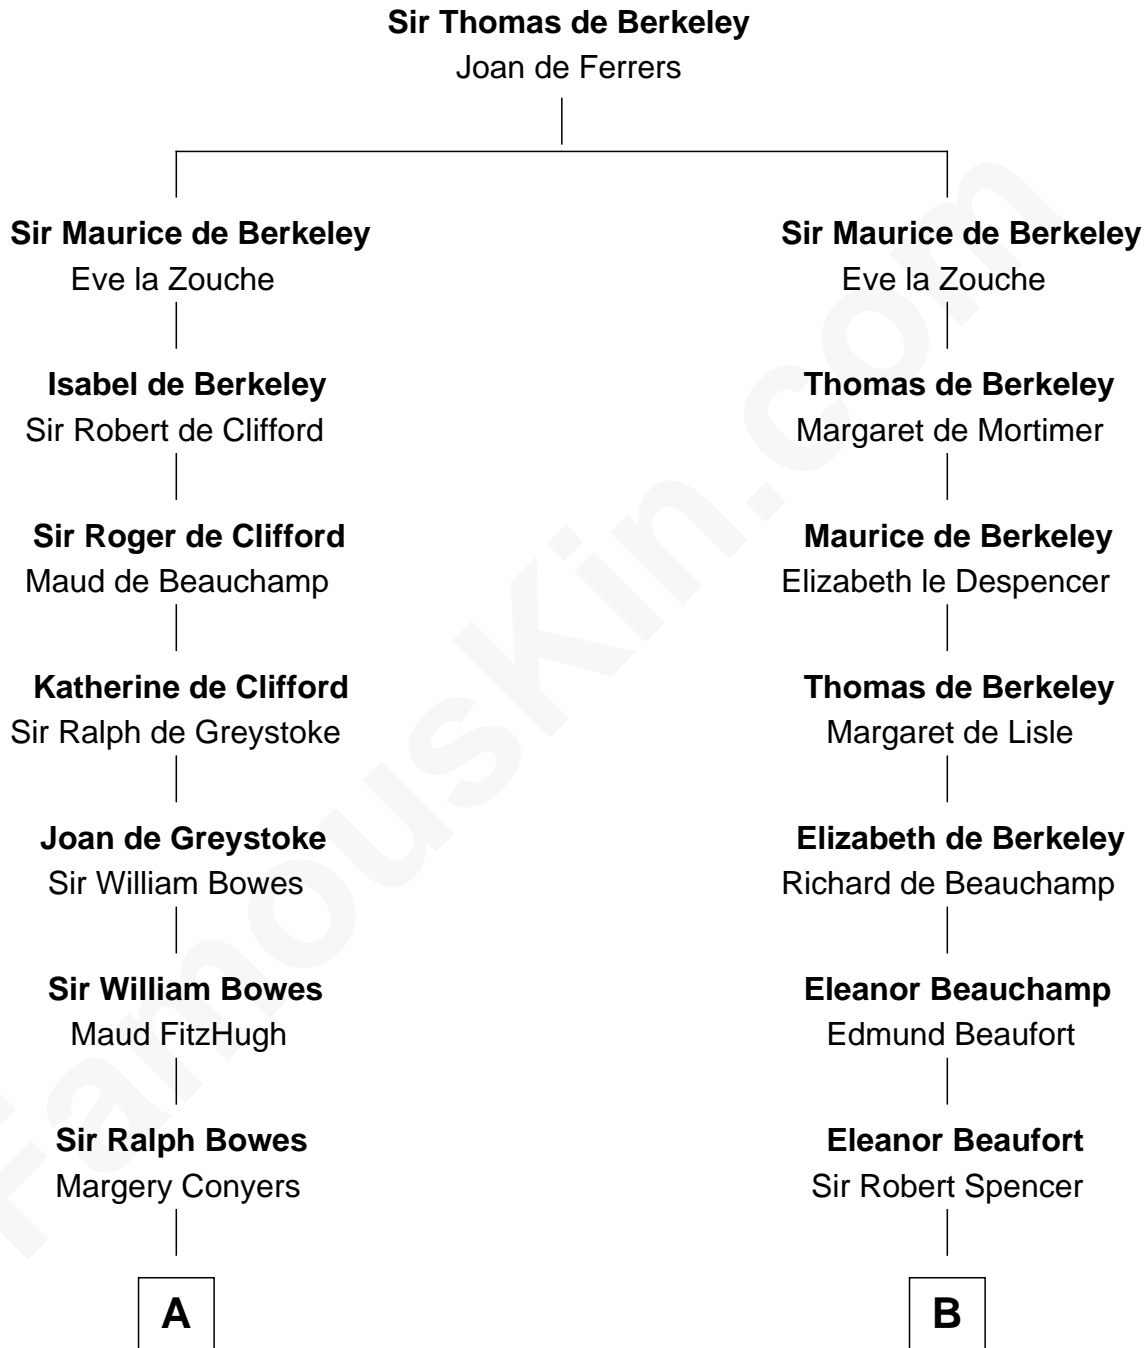 Sir Thomas de Berkeley
Joan de Ferrers
Sir Maurice de Berkeley
Eve la Zouche
Sir Maurice de Berkeley
Eve la Zouche
Isabel de Berkeley
Sir Robert de Clifford
Thomas de Berkeley
Margaret de Mortimer
Sir Roger de Clifford
Maud de Beauchamp
Maurice de Berkeley
Elizabeth le Despencer
Katherine de Clifford
Sir Ralph de Greystoke
Thomas de Berkeley
Margaret de Lisle
Joan de Greystoke
Sir William Bowes
Elizabeth de Berkeley
Richard de Beauchamp
Sir William Bowes
Maud FitzHugh
Eleanor Beauchamp
Edmund Beaufort
Sir Ralph Bowes
Margery Conyers
Eleanor Beaufort
Sir Robert Spencer
A
B
FamousKin.com